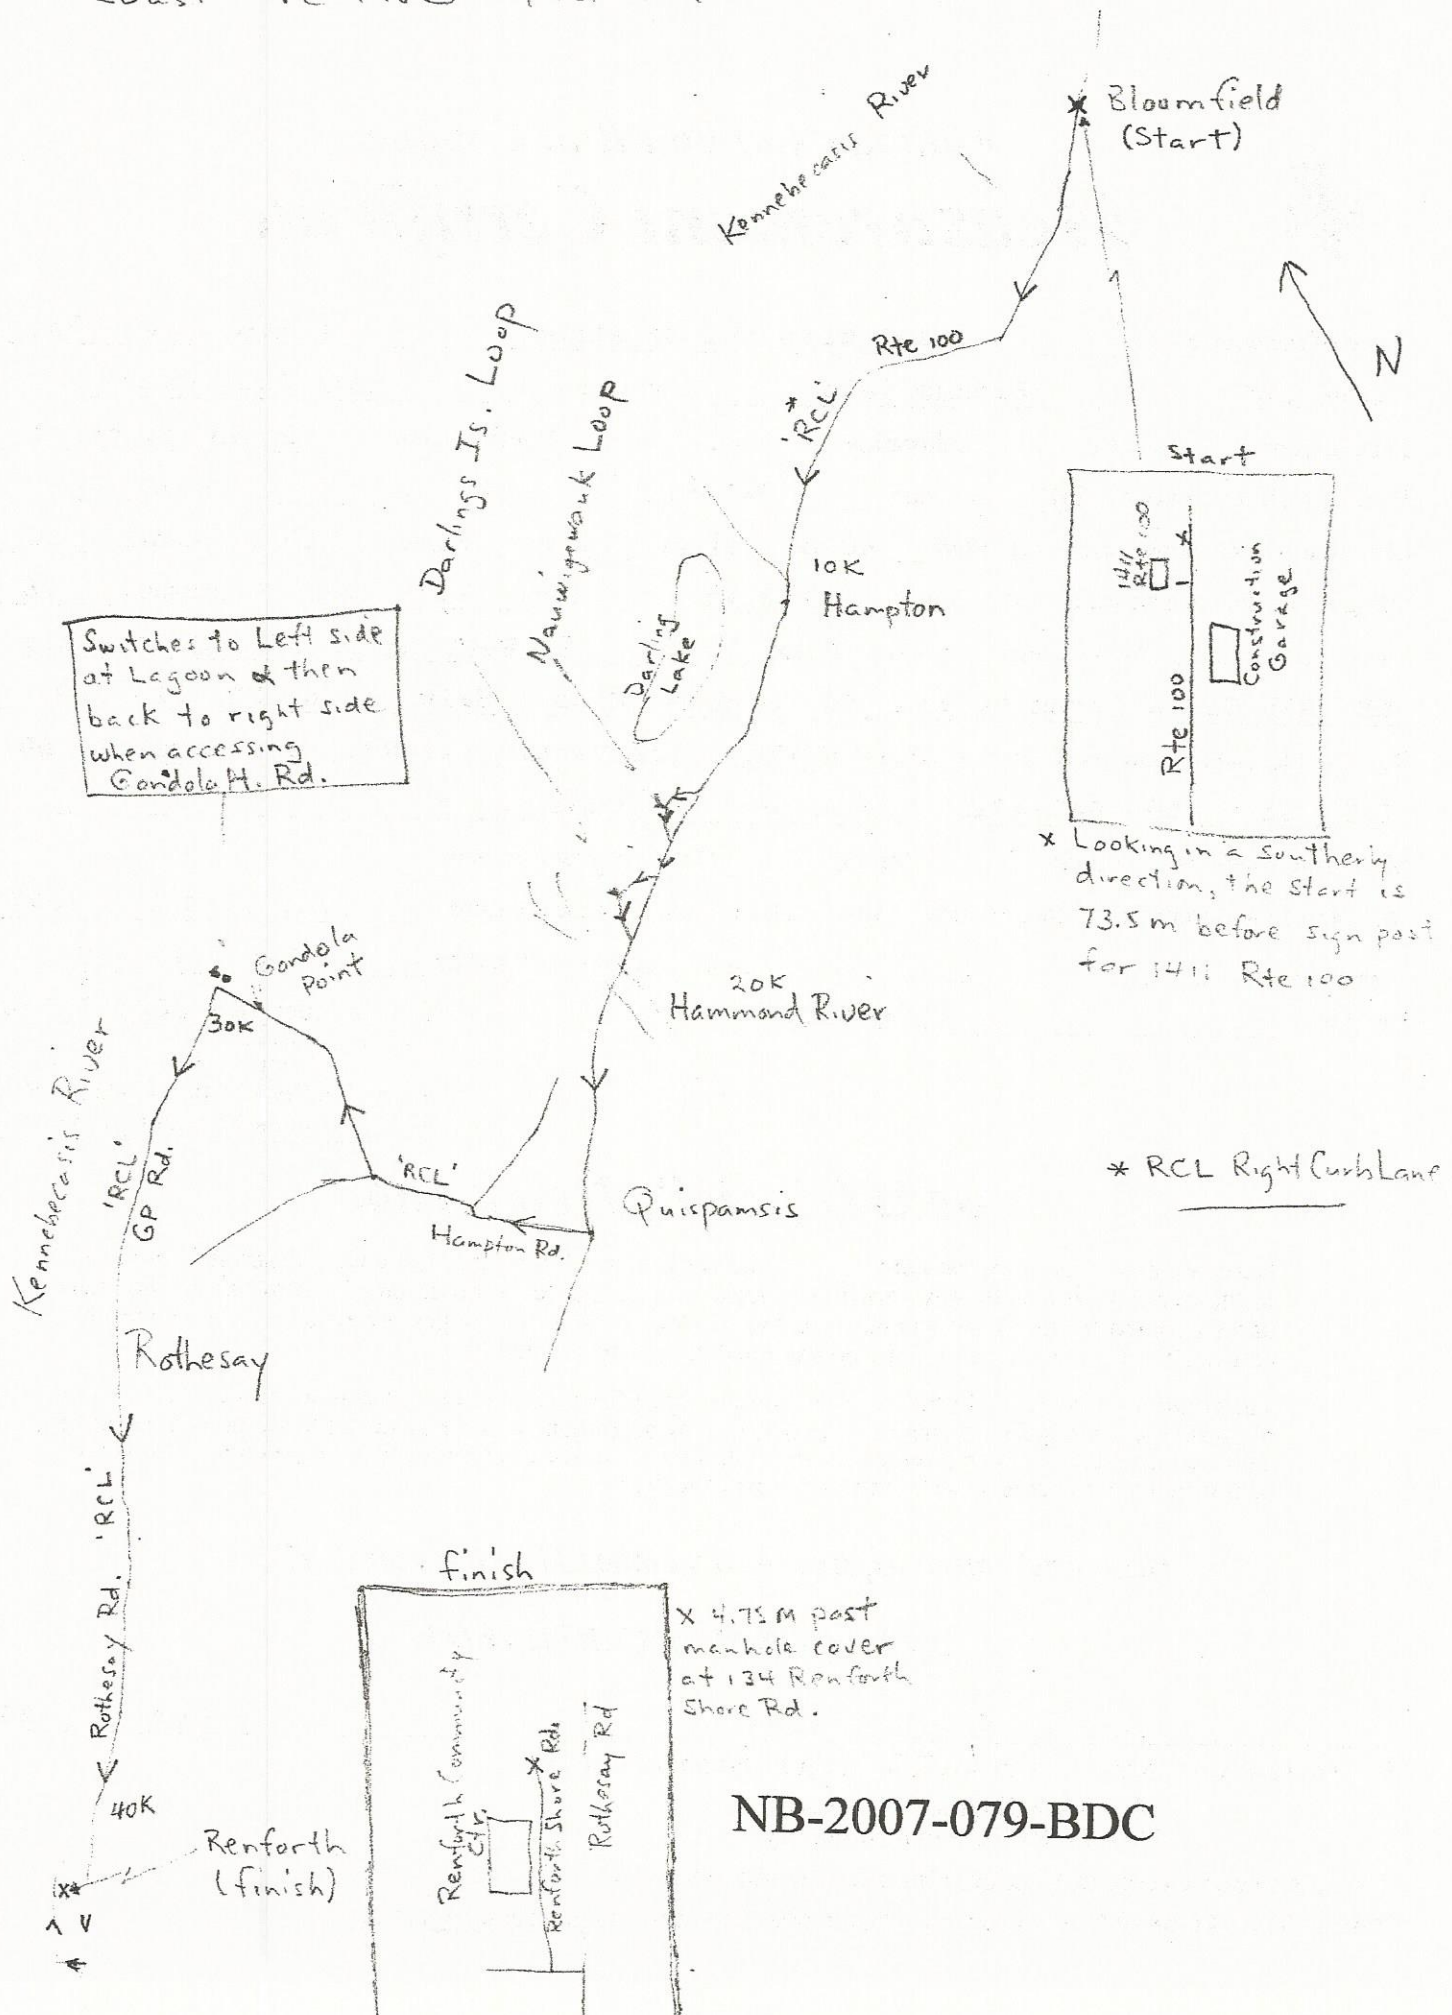 Kennebecasis River
Bloomfield
(Start)
Rte 100
* 'RCL'
N
Darlings Is. Loop
Nauwigewauk Loop
Darling
Lake
10K
Hampton
Start
1411
Rte 100
Construction
Garage
Rte 100
x Looking in a southerly
direction, the start is
73.5 m before sign post
for 1411 Rte 100
Switches to Left side
at Lagoon & then
back to right side
when accessing
Gondola H. Rd.
Gondola
Point
30K
20K
Hammond River
Kennebecasis River
'RCL'
GP Rd.
'RCL'
Hampton Rd.
Quispamsis
* RCL Right Curb Lane
Rothesay
'RCL'
Rothesay Rd.
40K
Renforth
(finish)
finish
Renforth Community
Ctr.
Renforth Shore Rd.
Rothesay Rd
x 4.75 M past
manhole cover
at 134 Renforth
Shore Rd.
NB-2007-079-BDC